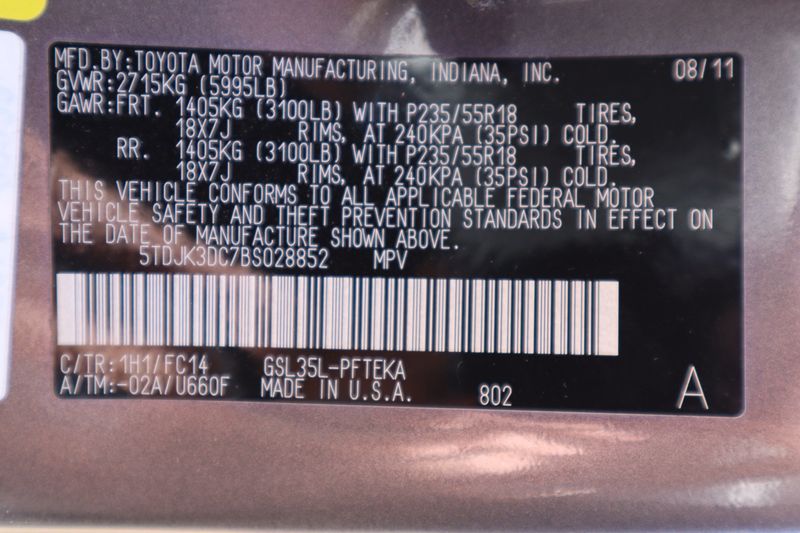 MFD.BY:TOYOTA MOTOR MANUFACTURING, INDIANA, INC. 08/11
GVWR:2715KG (5995LB)
GAWR:FRT. 1405KG (3100LB) WITH P235/55R18 TIRES,
18X7J RIMS, AT 240KPA (35PSI) COLD.
RR. 1405KG (3100LB) WITH P235/55R18 TIRES,
18X7J RIMS, AT 240KPA (35PSI) COLD.
THIS VEHICLE CONFORMS TO ALL APPLICABLE FEDERAL MOTOR
VEHICLE SAFETY AND THEFT PREVENTION STANDARDS IN EFFECT ON
THE DATE OF MANUFACTURE SHOWN ABOVE.
5TDJK3DC7BS028852 MPV
C/TR:1H1/FC14 GSL35L-PFTEKA
A/TM:-02A/U660F MADE IN U.S.A. 802 A